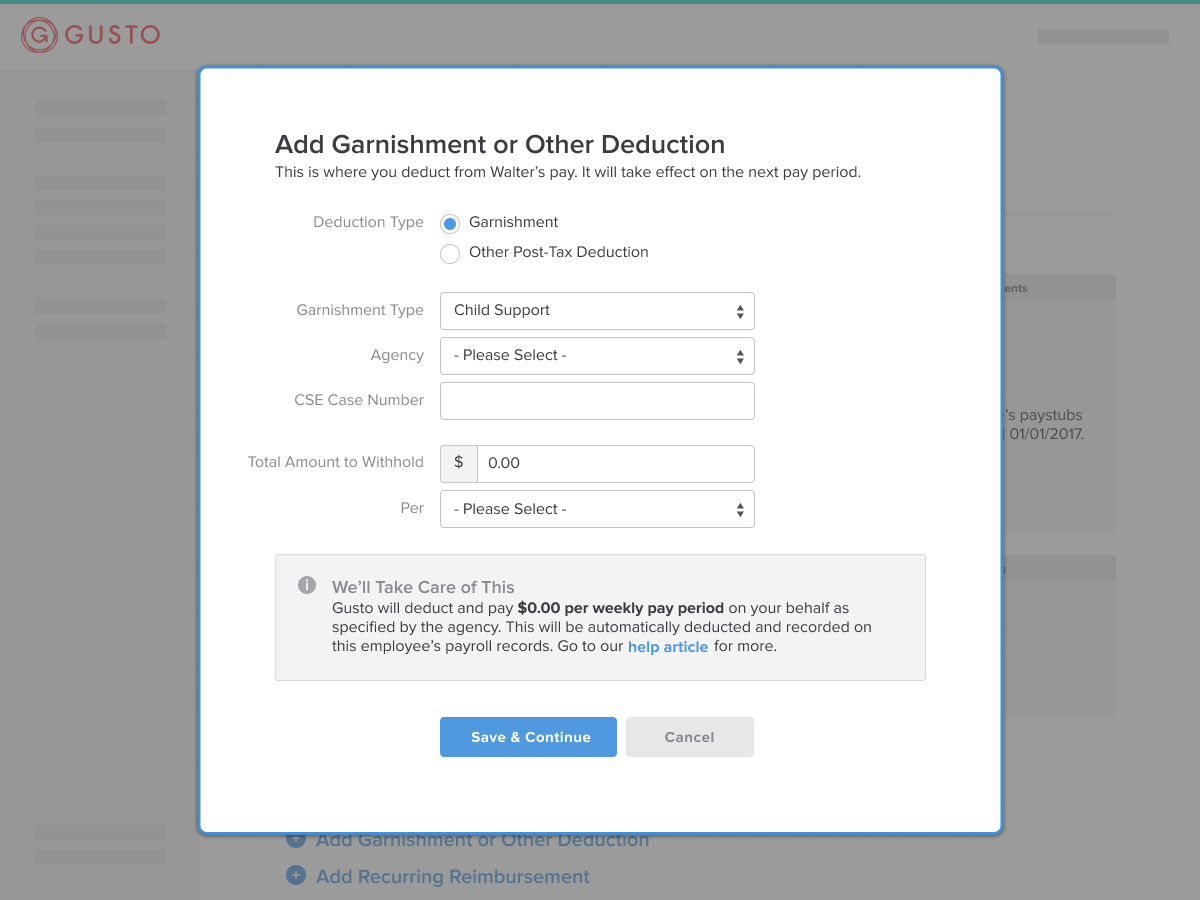 G GUSTO
Add Garnishment or Other Deduction
This is where you deduct from Walter’s pay. It will take effect on the next pay period.
Deduction Type
Garnishment
Other Post-Tax Deduction
Garnishment Type
Child Support
Agency
- Please Select -
CSE Case Number
Total Amount to Withhold
$
0.00
Per
- Please Select -
i
We’ll Take Care of This
Gusto will deduct and pay $0.00 per weekly pay period on your behalf as
specified by the agency. This will be automatically deducted and recorded on
this employee’s payroll records. Go to our help article for more.
Save & Continue
Cancel
paystubs
01/01/2017.
Add Garnishment or Other Deduction
Add Recurring Reimbursement